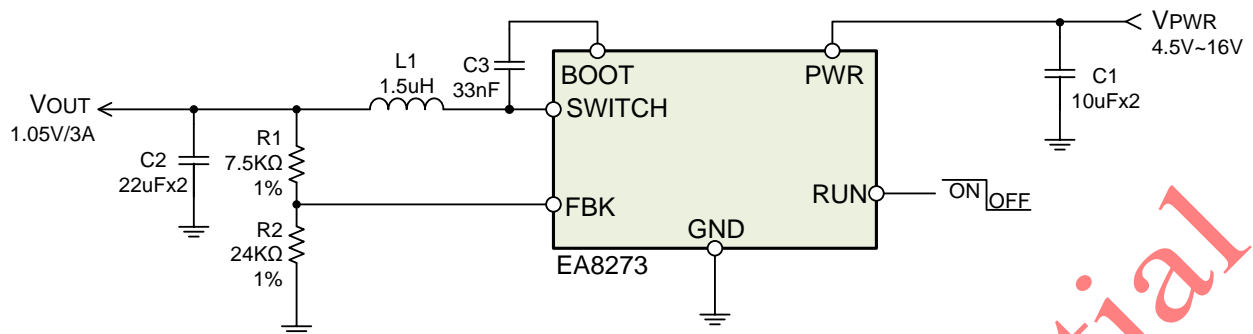 VOUT
1.05V/3A
C2
22uFx2
R1
7.5KΩ
1%
R2
24KΩ
1%
L1
1.5uH
C3
33nF
BOOT
PWR
SWITCH
FBK
RUN
GND
EA8273
VPWR
4.5V~16V
C1
10uFx2
ON
OFF
tial